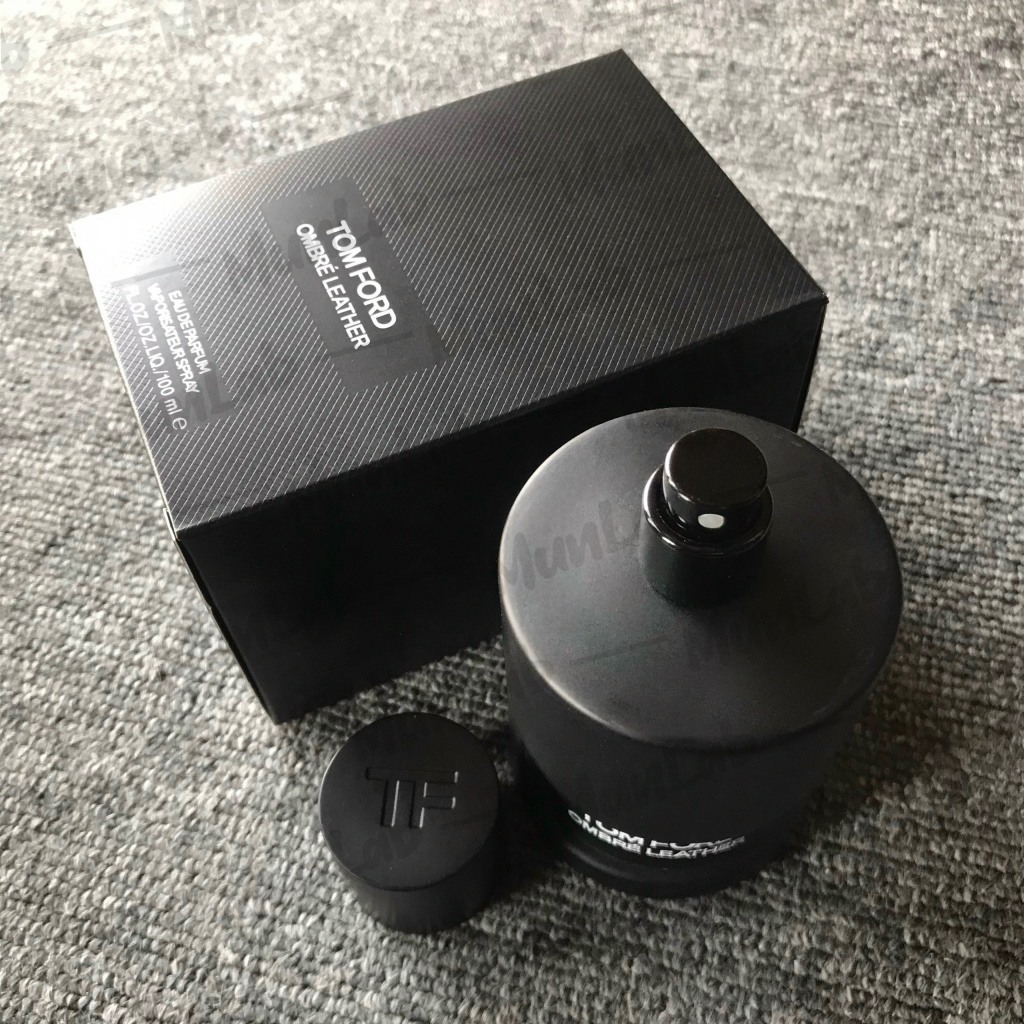 TOM FORD
OMBRÉ LEATHER
EAU DE PARFUM
VAPORISATEUR SPRAY
FL.OZ./OZ.LIQ./100 ml e
TF
TOM FORD
OMBRÉ LEATHER
MunLub